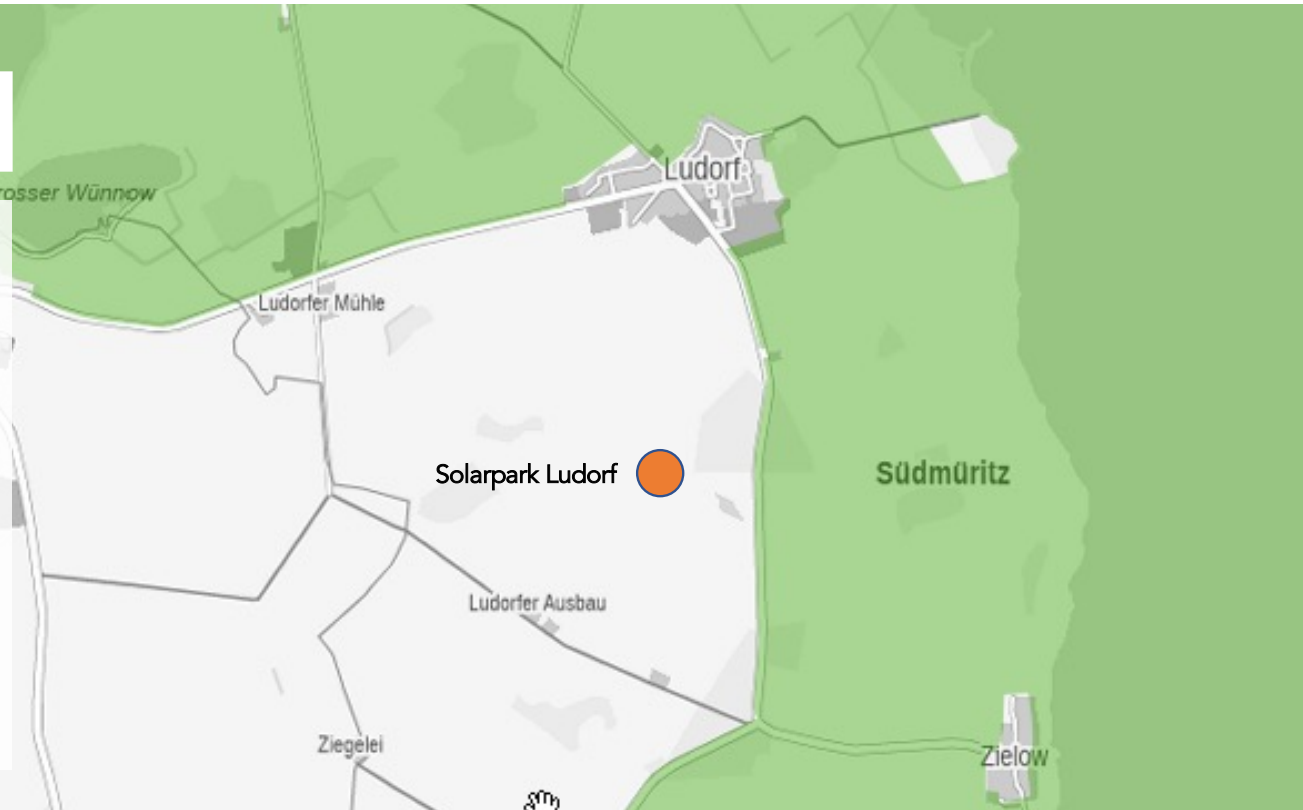 Ludorf
rosser Wünnow
Ludorfer Mühle
Solarpark Ludorf
Südmüritz
Ludorfer Ausbau
Ziegelei
Zielow